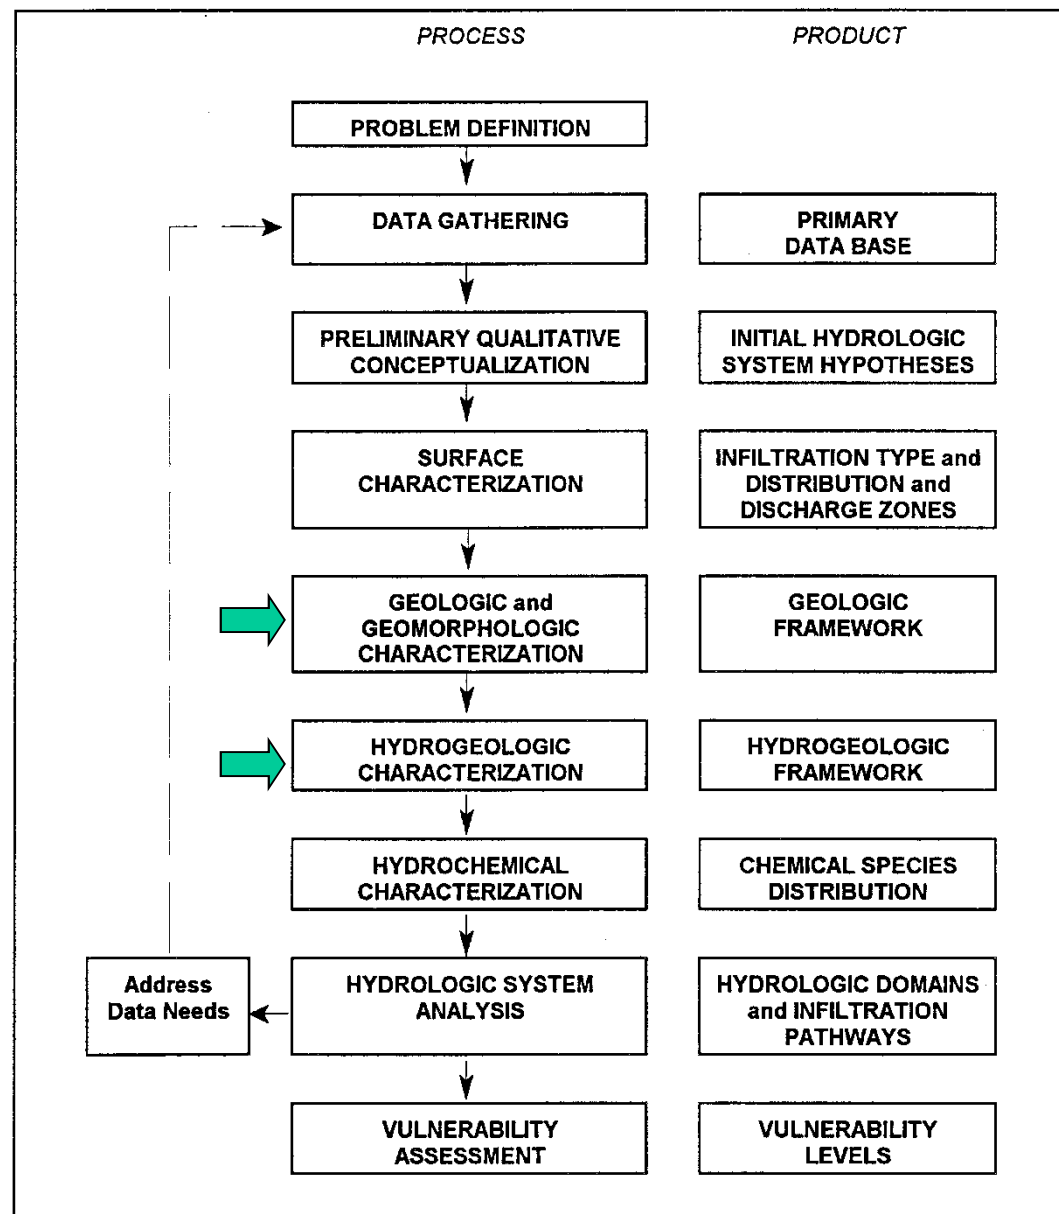 PROCESS
PRODUCT
PROBLEM DEFINITION
DATA GATHERING
PRIMARY
DATA BASE
PRELIMINARY QUALITATIVE
CONCEPTUALIZATION
INITIAL HYDROLOGIC
SYSTEM HYPOTHESES
SURFACE
CHARACTERIZATION
INFILTRATION TYPE and
DISTRIBUTION and
DISCHARGE ZONES
GEOLOGIC and
GEOMORPHOLOGIC
CHARACTERIZATION
GEOLOGIC
FRAMEWORK
HYDROGEOLOGIC
CHARACTERIZATION
HYDROGEOLOGIC
FRAMEWORK
HYDROCHEMICAL
CHARACTERIZATION
CHEMICAL SPECIES
DISTRIBUTION
Address
Data Needs
HYDROLOGIC SYSTEM
ANALYSIS
HYDROLOGIC DOMAINS
and INFILTRATION
PATHWAYS
VULNERABILITY
ASSESSMENT
VULNERABILITY
LEVELS